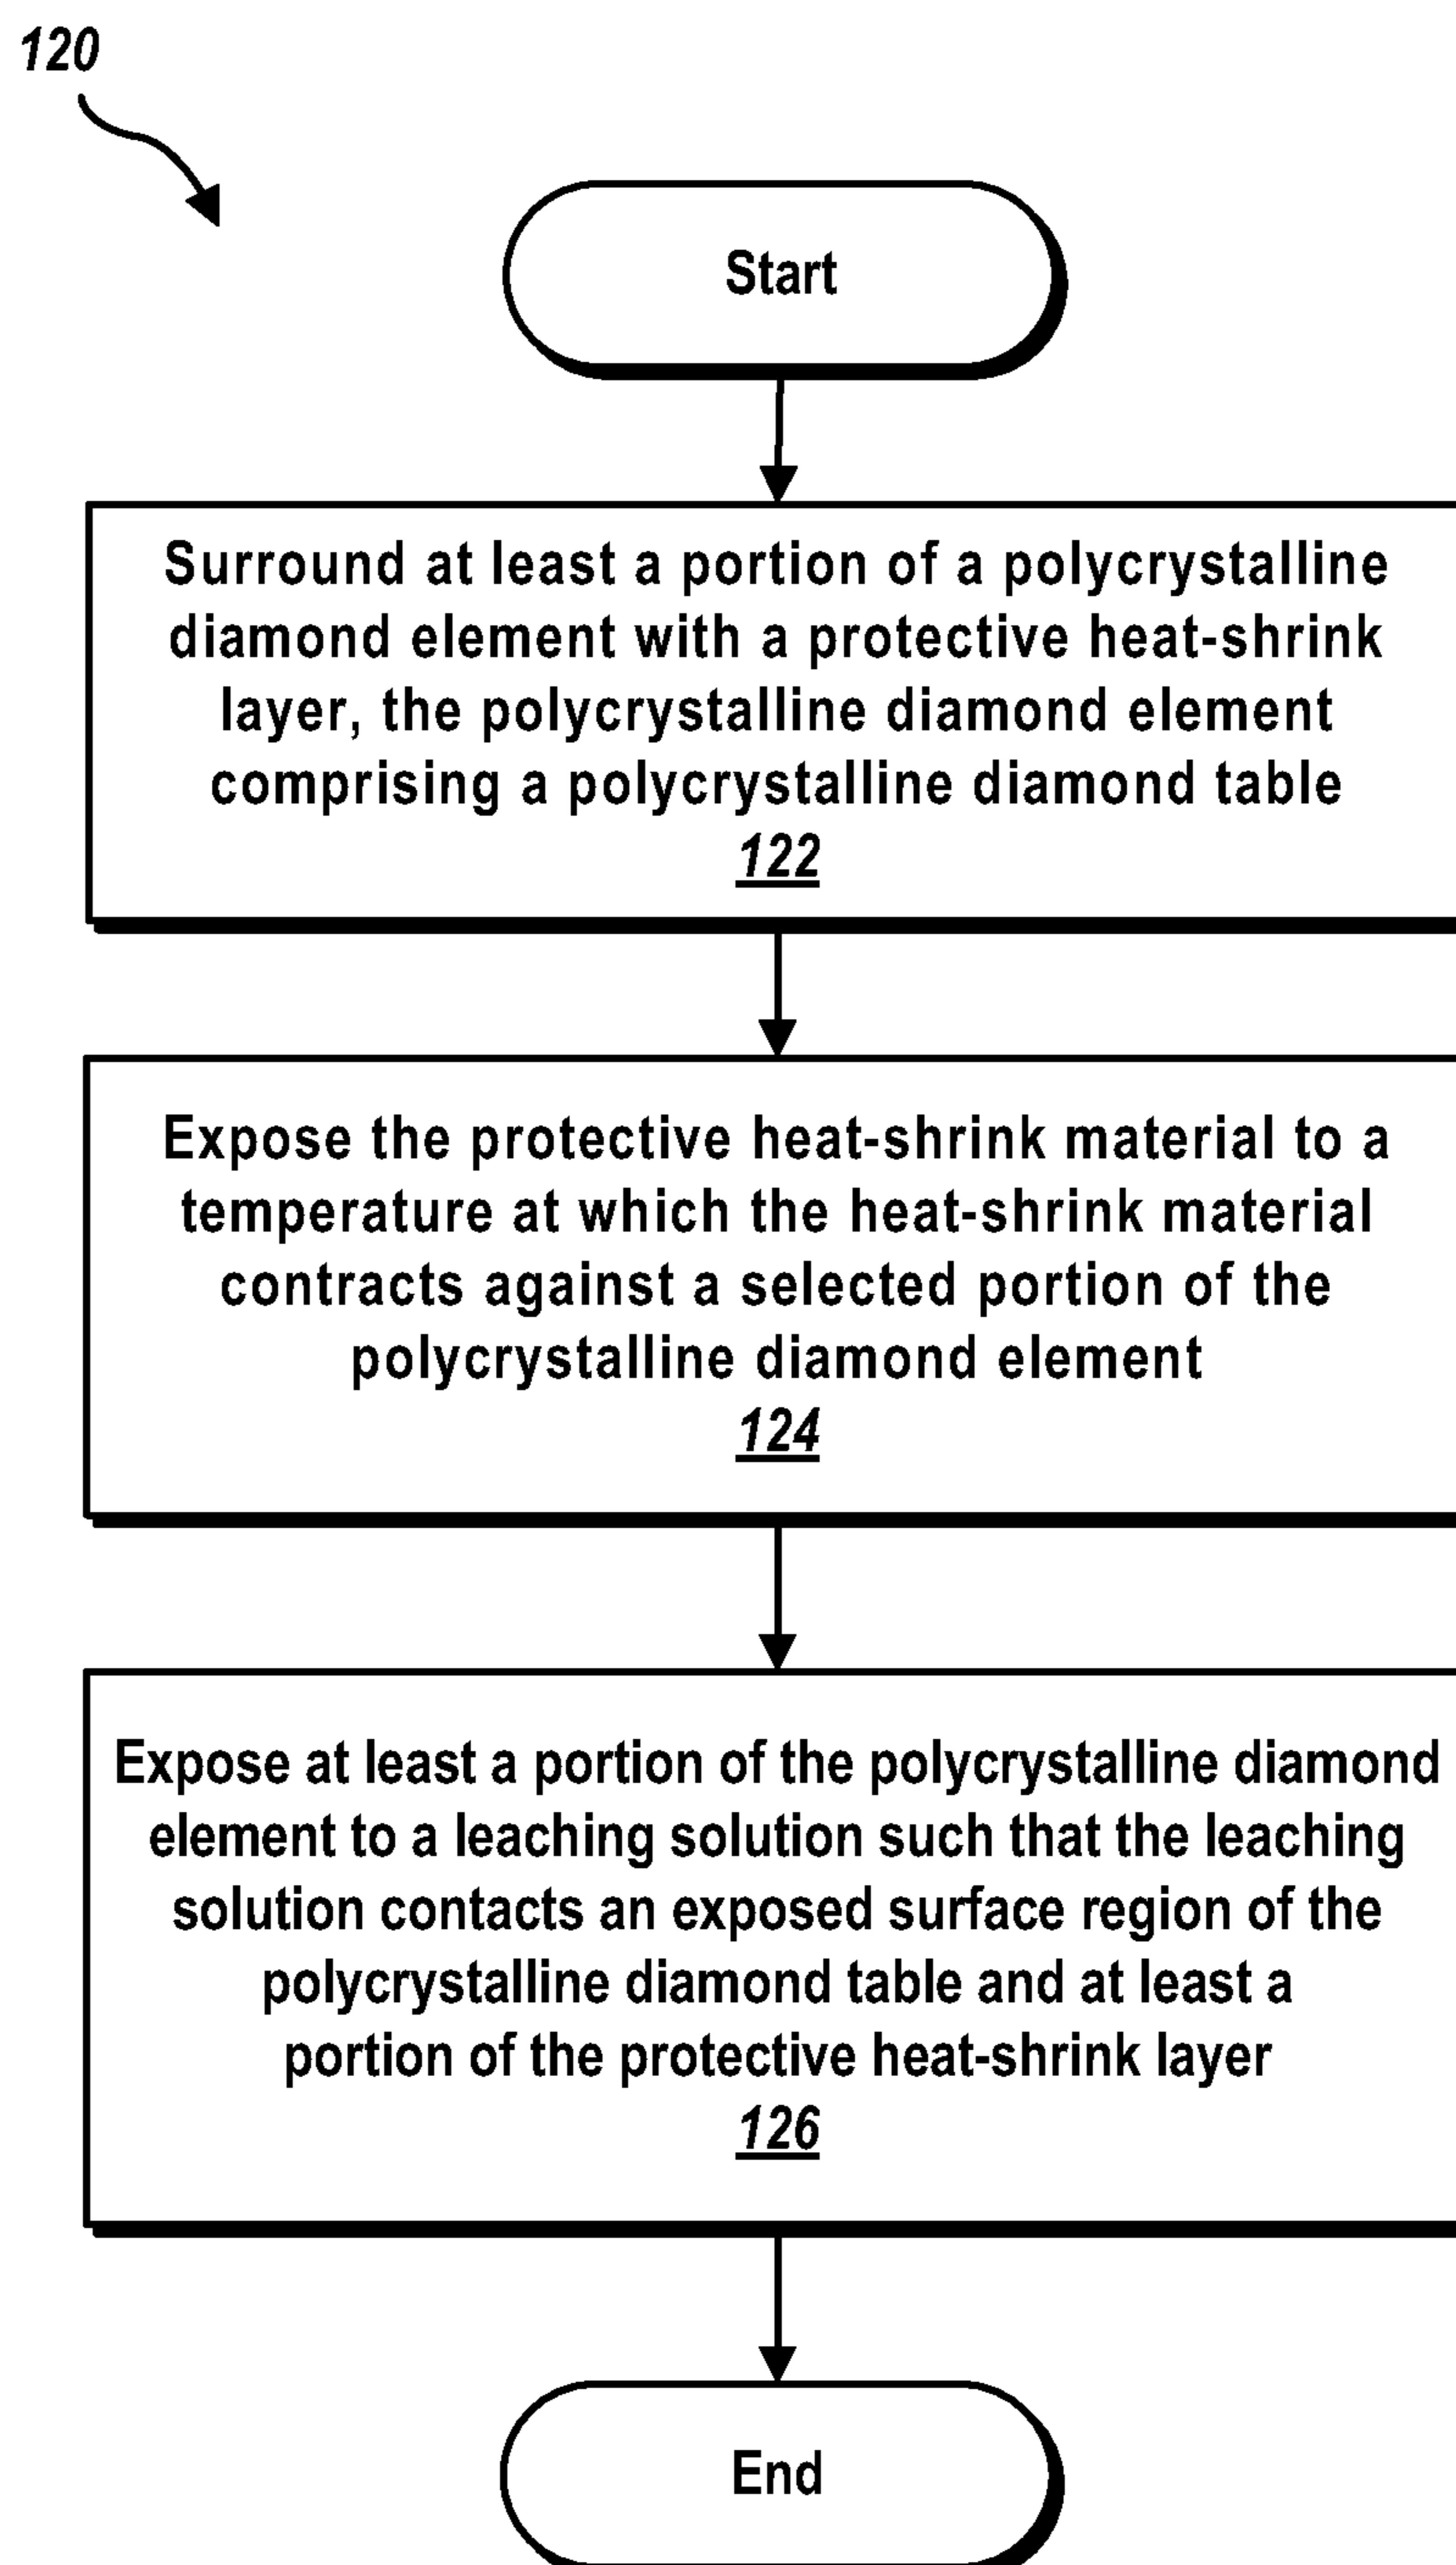 120
Start
Surround at least a portion of a polycrystalline
diamond element with a protective heat-shrink
layer, the polycrystalline diamond element
comprising a polycrystalline diamond table
122
Expose the protective heat-shrink material to a
temperature at which the heat-shrink material
contracts against a selected portion of the
polycrystalline diamond element
124
Expose at least a portion of the polycrystalline diamond
element to a leaching solution such that the leaching
solution contacts an exposed surface region of the
polycrystalline diamond table and at least a
portion of the protective heat-shrink layer
126
End